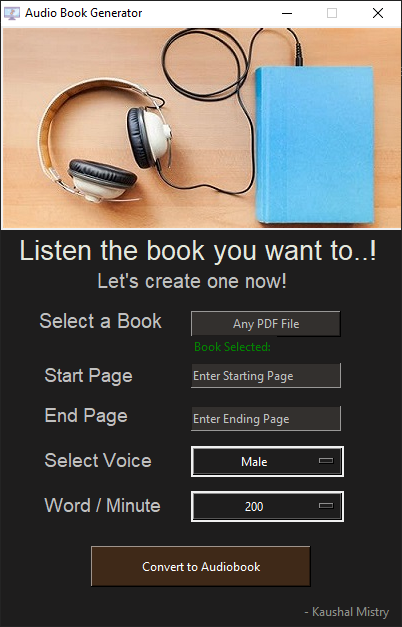 Audio Book Generator
Listen the book you want to..!
Let's create one now!
Select a Book Any PDF File
Book Selected:
Start Page Enter Starting Page
End Page Enter Ending Page
Select Voice Male
Word / Minute 200
Convert to Audiobook
- Kaushal Mistry